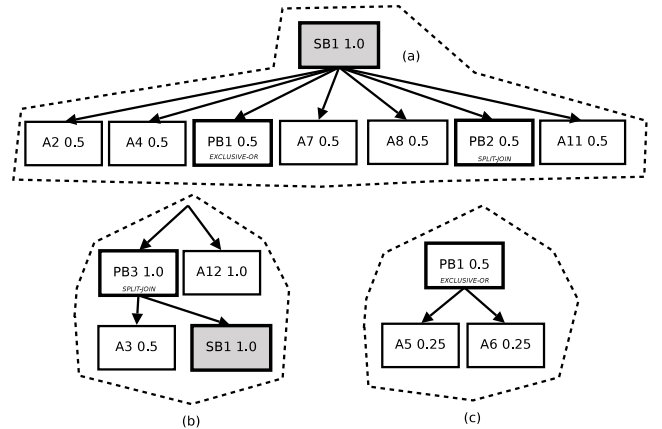 SB1 1.0
(a)
A2 0.5
A4 0.5
PB1 0.5
EXCLUSIVE-OR
A7 0.5
A8 0.5
PB2 0.5
SPLIT-JOIN
A11 0.5
PB3 1.0
SPLIT-JOIN
A12 1.0
A3 0.5
SB1 1.0
(b)
PB1 0.5
EXCLUSIVE-OR
A5 0.25
A6 0.25
(c)